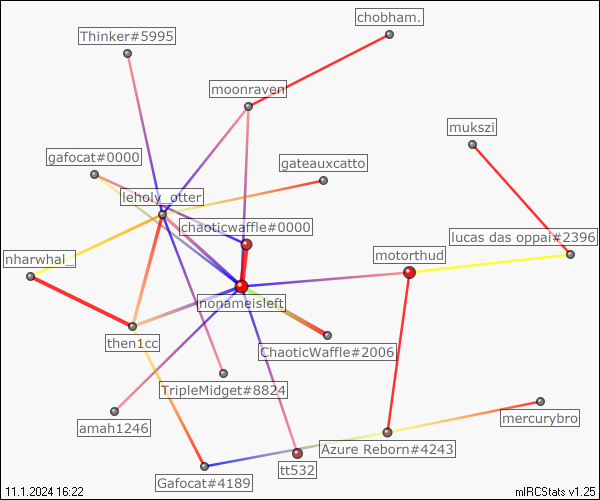 chobham.
Thinker#5995
moonraven
mukszi
gafocat#0000
gateauxcatto
leholy_otter
chaoticwaffle#0000
lucas das oppai#2396
nharwhal_
motorthud
nonameisleft
then1cc
ChaoticWaffle#2006
TripleMidget#8824
mercurybro
amah1246
Azure Reborn#4243
tt532
Gafocat#4189
11.1.2024 16:22
mIRCStats v1.25